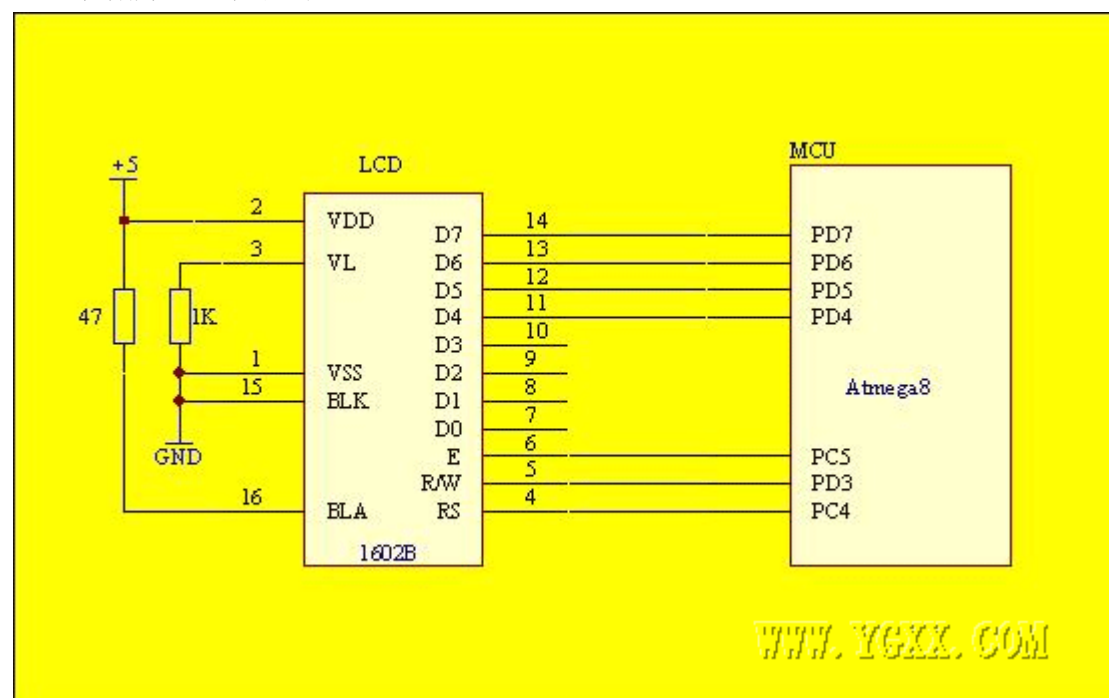 +5
LCD
MCU
2
VDD
3
VL
47
1K
1
VSS
15
BLK
GND
16
BLA
D7
14
D6
13
D5
12
D4
11
D3
10
D2
9
D1
8
D0
7
E
6
R/W
5
RS
4
1602B
PD7
PD6
PD5
PD4
Atmega8
PC5
PD3
PC4
WWW.YGXX.COM